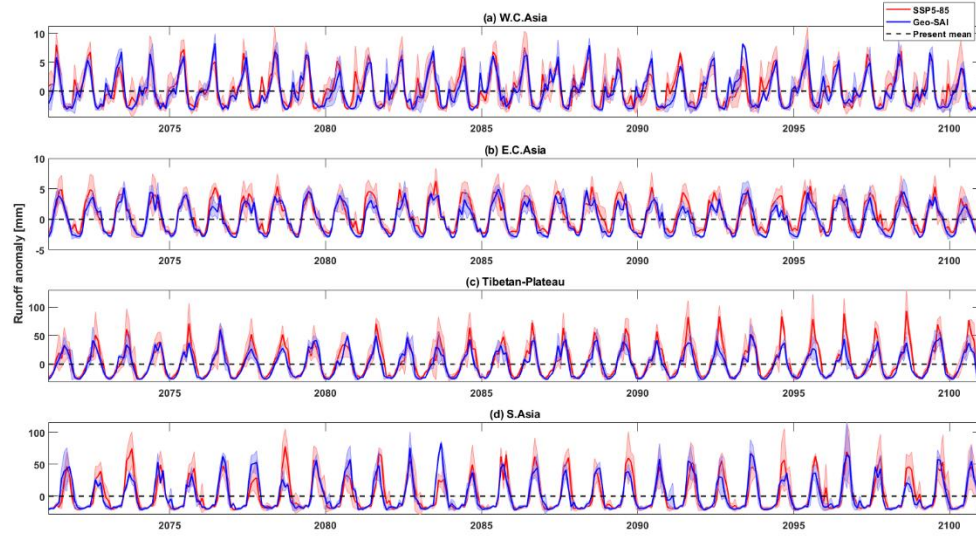 (a) W.C.Asia
SSP5-85
Geo-SAI
Present mean
10
5
0
2075 2080 2085 2090 2095 2100
(b) E.C.Asia
10
5
0
-5
2075 2080 2085 2090 2095 2100
Runoff anomaly [mm]
(c) Tibetan-Plateau
100
50
0
2075 2080 2085 2090 2095 2100
(d) S.Asia
100
50
0
2075 2080 2085 2090 2095 2100